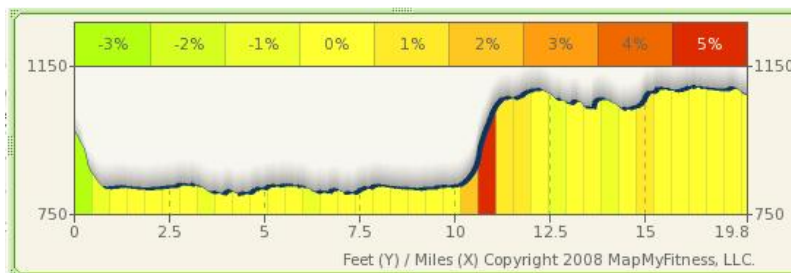 -3% -2% -1% 0% 1% 2% 3% 4% 5%
1150 1150
750 750
0 2.5 5 7.5 10 12.5 15 19.8
Feet (Y) / Miles (X) Copyright 2008 MapMyFitness, LLC.